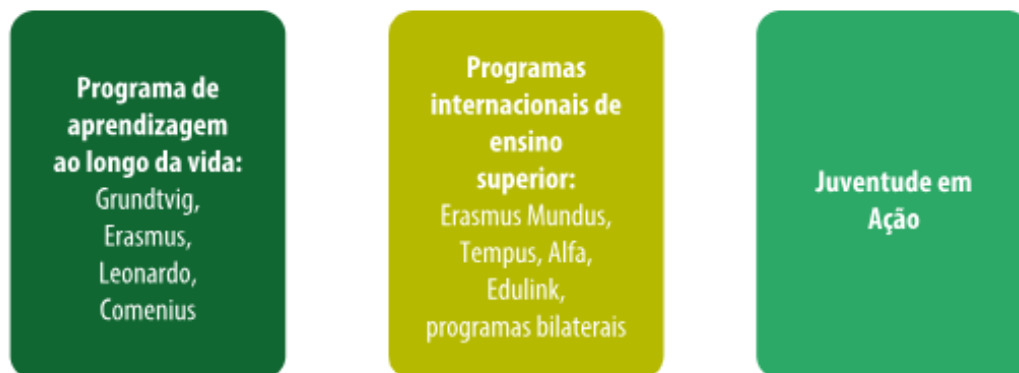 Programa de
aprendizagem
ao longo da vida:
Grundtvig,
Erasmus,
Leonardo,
Comenius
Programas
internacionais de
ensino
superior:
Erasmus Mundus,
Tempus, Alfa,
Edulink,
programas bilaterais
Juventude em
Ação